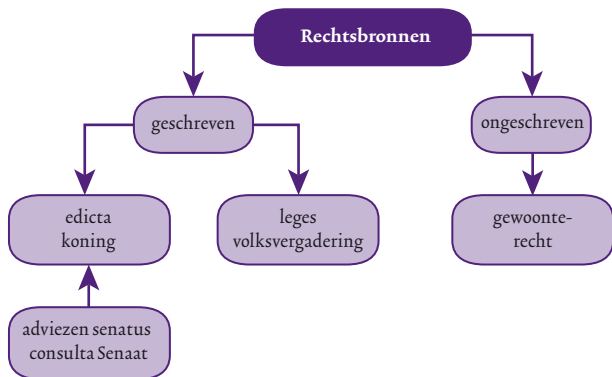 Rechtsbronnen
geschreven
ongeschreven
edicta
koning
leges
volksvergadering
gewoonte-
recht
adviezen senatus
consulta Senaat